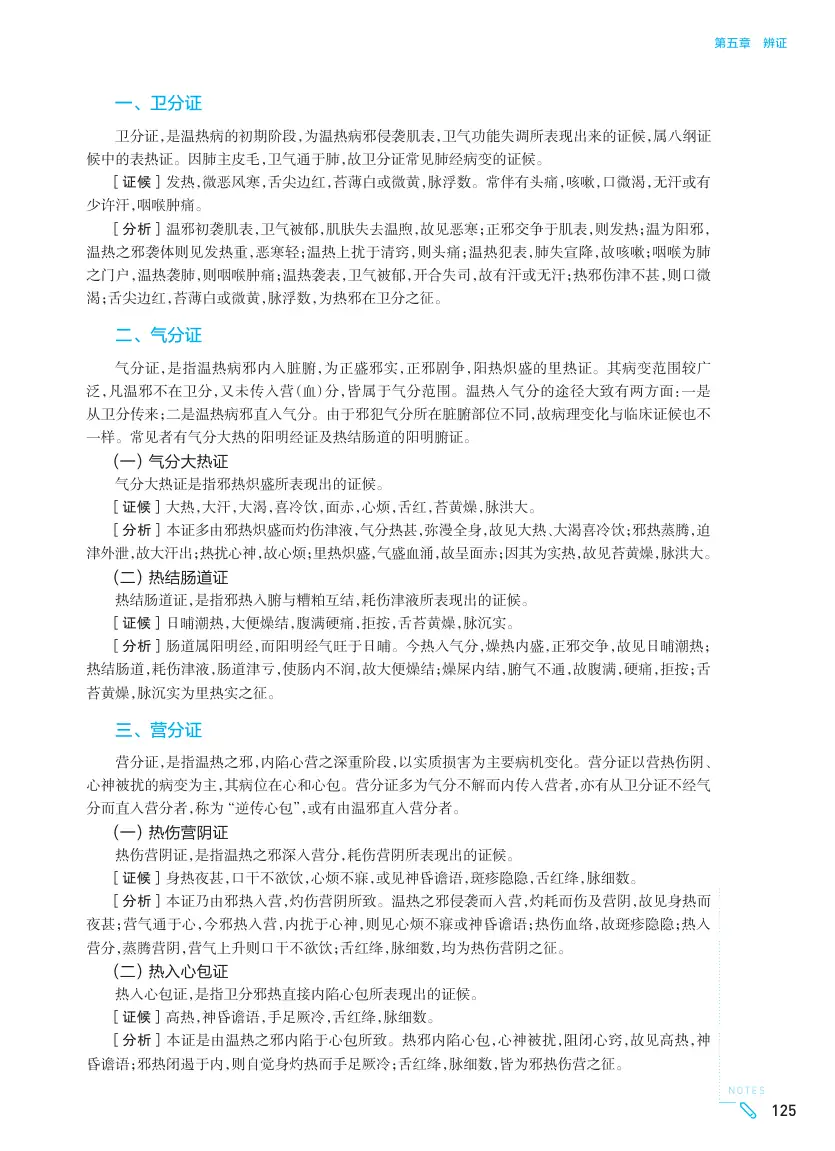 第五章　辨证
一、卫分证
卫分证,是温热病的初期阶段,为温热病邪侵袭肌表,卫气功能失调所表现出来的证候,属八纲证
候中的表热证。因肺主皮毛,卫气通于肺,故卫分证常见肺经病变的证候。
[ 证候 ] 发热,微恶风寒,舌尖边红,苔薄白或微黄,脉浮数。常伴有头痛,咳嗽,口微渴,无汗或有
少许汗,咽喉肿痛。
[ 分析 ] 温邪初袭肌表,卫气被郁,肌肤失去温煦,故见恶寒;正邪交争于肌表,则发热;温为阳邪,
温热之邪袭体则见发热重,恶寒轻;温热上扰于清窍,则头痛;温热犯表,肺失宣降,故咳嗽;咽喉为肺
之门户,温热袭肺,则咽喉肿痛;温热袭表,卫气被郁,开合失司,故有汗或无汗;热邪伤津不甚,则口微
渴;舌尖边红,苔薄白或微黄,脉浮数,为热邪在卫分之征。
二、气分证
气分证,是指温热病邪内入脏腑,为正盛邪实,正邪剧争,阳热炽盛的里热证。其病变范围较广
泛,凡温邪不在卫分,又未传入营(血)分,皆属于气分范围。温热入气分的途径大致有两方面:一是
从卫分传来;二是温热病邪直入气分。由于邪犯气分所在脏腑部位不同,故病理变化与临床证候也不
一样。常见者有气分大热的阳明经证及热结肠道的阳明腑证。
(一) 气分大热证
气分大热证是指邪热炽盛所表现出的证候。
[ 证候 ] 大热,大汗,大渴,喜冷饮,面赤,心烦,舌红,苔黄燥,脉洪大。
[ 分析 ] 本证多由邪热炽盛而灼伤津液,气分热甚,弥漫全身,故见大热、大渴喜冷饮;邪热蒸腾,迫
津外泄,故大汗出;热扰心神,故心烦;里热炽盛,气盛血涌,故呈面赤;因其为实热,故见苔黄燥,脉洪大。
(二) 热结肠道证
热结肠道证,是指邪热入腑与糟粕互结,耗伤津液所表现出的证候。
[ 证候 ] 日晡潮热,大便燥结,腹满硬痛,拒按,舌苔黄燥,脉沉实。
[ 分析 ] 肠道属阳明经,而阳明经气旺于日晡。今热入气分,燥热内盛,正邪交争,故见日晡潮热;
热结肠道,耗伤津液,肠道津亏,使肠内不润,故大便燥结;燥屎内结,腑气不通,故腹满,硬痛,拒按;舌
苔黄燥,脉沉实为里热实之征。
三、营分证
营分证,是指温热之邪,内陷心营之深重阶段,以实质损害为主要病机变化。营分证以营热伤阴、
心神被扰的病变为主,其病位在心和心包。营分证多为气分不解而内传入营者,亦有从卫分证不经气
分而直入营分者,称为 “逆传心包”,或有由温邪直入营分者。
(一) 热伤营阴证
热伤营阴证,是指温热之邪深入营分,耗伤营阴所表现出的证候。
[ 证候 ] 身热夜甚,口干不欲饮,心烦不寐,或见神昏谵语,斑疹隐隐,舌红绛,脉细数。
[ 分析 ] 本证乃由邪热入营,灼伤营阴所致。温热之邪侵袭而入营,灼耗而伤及营阴,故见身热而
夜甚;营气通于心,今邪热入营,内扰于心神,则见心烦不寐或神昏谵语;热伤血络,故斑疹隐隐;热入
营分,蒸腾营阴,营气上升则口干不欲饮;舌红绛,脉细数,均为热伤营阴之征。
(二) 热入心包证
热入心包证,是指卫分邪热直接内陷心包所表现出的证候。
[ 证候 ] 高热,神昏谵语,手足厥冷,舌红绛,脉细数。
[ 分析 ] 本证是由温热之邪内陷于心包所致。热邪内陷心包,心神被扰,阻闭心窍,故见高热,神
昏谵语;邪热闭遏于内,则自觉身灼热而手足厥冷;舌红绛,脉细数,皆为邪热伤营之征。
NOTES
125